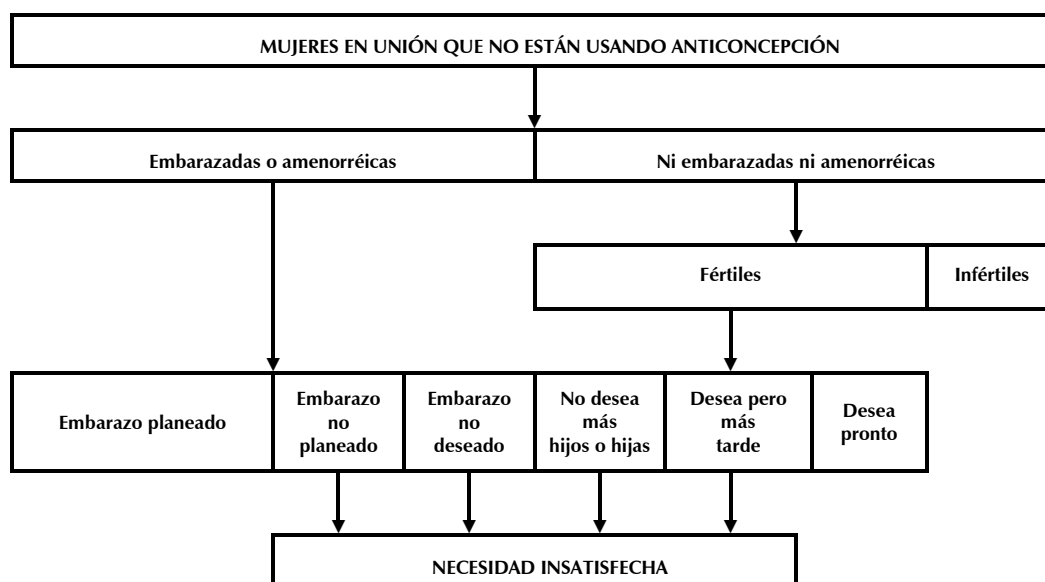 MUJERES EN UNIÓN QUE NO ESTÁN USANDO ANTICONCEPCIÓN
Embarazadas o amenorréicas
Ni embarazadas ni amenorréicas
Fértiles
Infértiles
Embarazo planeado
Embarazo
no
planeado
Embarazo
no
deseado
No desea
más
hijos o hijas
Desea pero
más
tarde
Desea
pronto
NECESIDAD INSATISFECHA